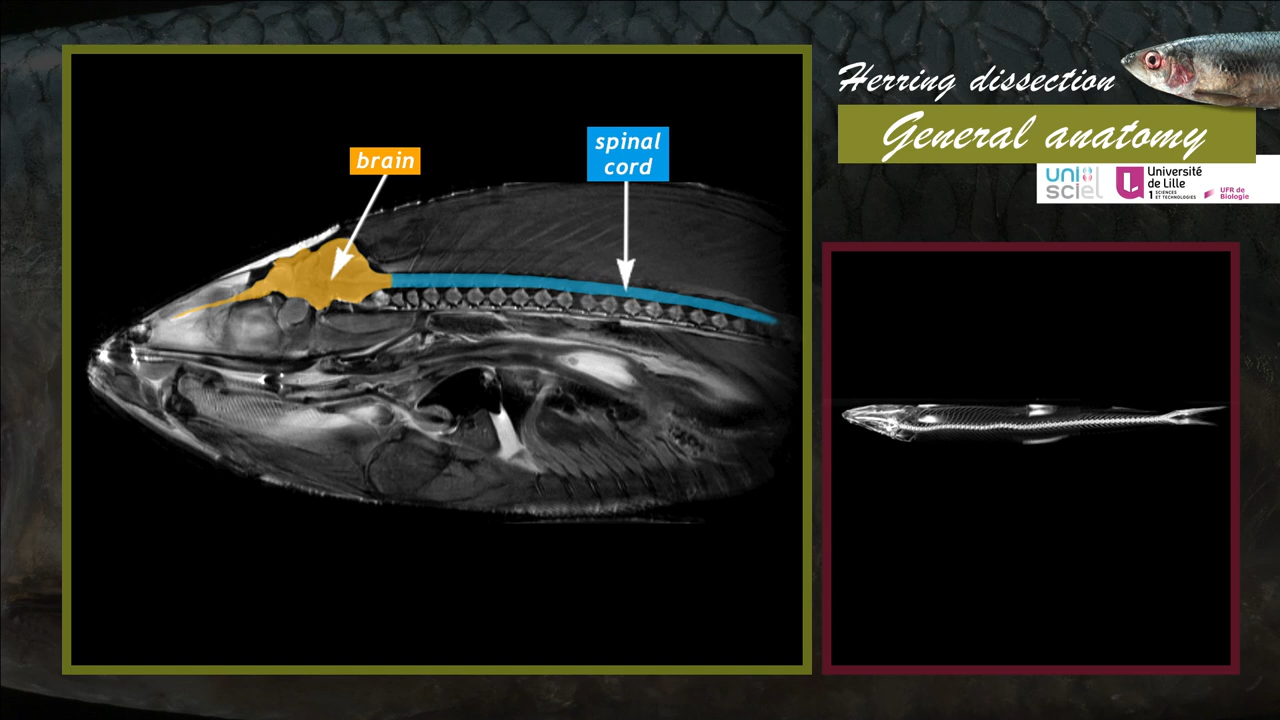 brain
spinal
cord
Herring dissection
General anatomy
uni
sciel
Université
de Lille
1 SCIENCES
ET TECHNOLOGIES
UFR de
Biologie